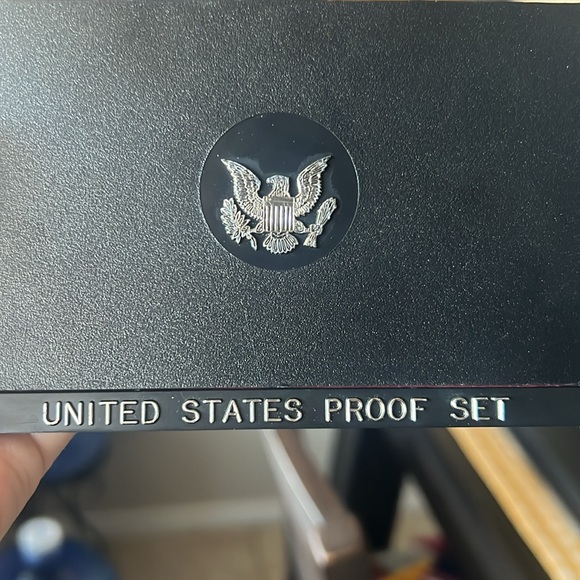 UNITED STATES PROOF SET